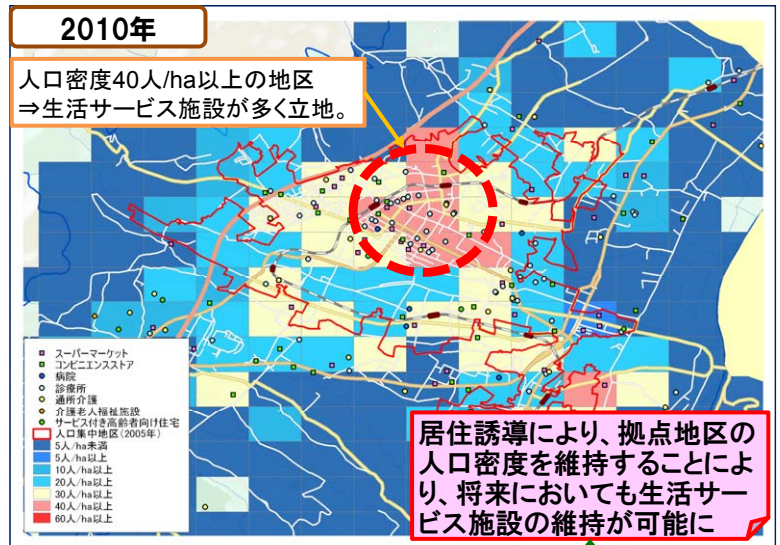 2010年
人口密度40人/ha以上の地区
⇒生活サービス施設が多く立地。
スーパーマーケット
コンビニエンスストア
病院
診療所
通所介護
介護老人福祉施設
サービス付き高齢者向け住宅
人口集中地区(2005年)
5人/ha未満
5人/ha以上
10人/ha以上
20人/ha以上
30人/ha以上
40人/ha以上
60人/ha以上
居住誘導により、拠点地区の
人口密度を維持することによ
り、将来においても生活サー
ビス施設の維持が可能に